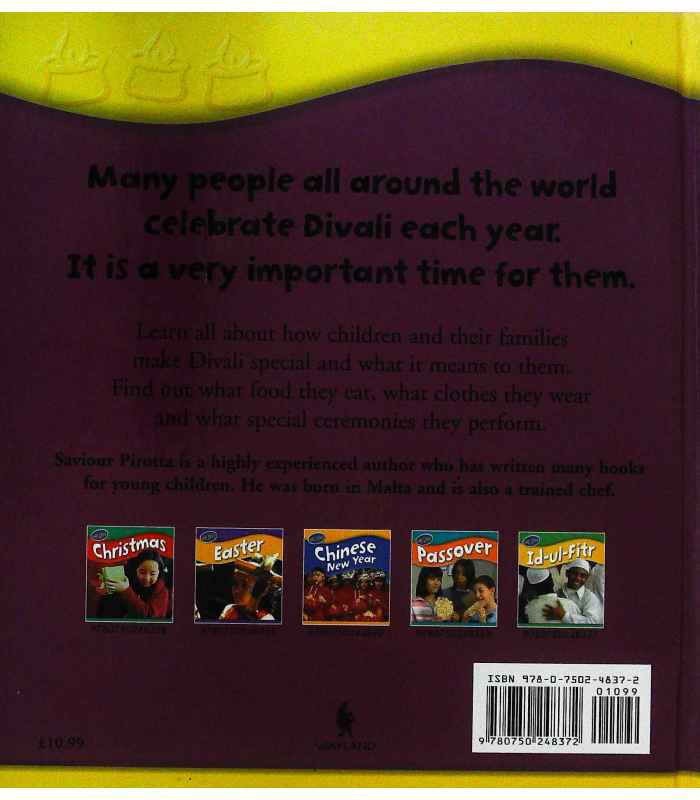 Many people all around the world
celebrate Divali each year.
It is a very important time for them.
Learn all about how children and their families
make Divali special and what it means to them.
Find out what food they eat, what clothes they wear
and what special ceremonies they perform.
Saviour Pirotta is a highly experienced author who has written many books
for young children. He was born in Malta and is also a trained chef.
Christmas
Easter
Chinese
New Year
Passover
Id-ul-Fitr
ISBN 978-0-7502-4837-2
01099
9 780750 248372
£10.99
WAYLAND